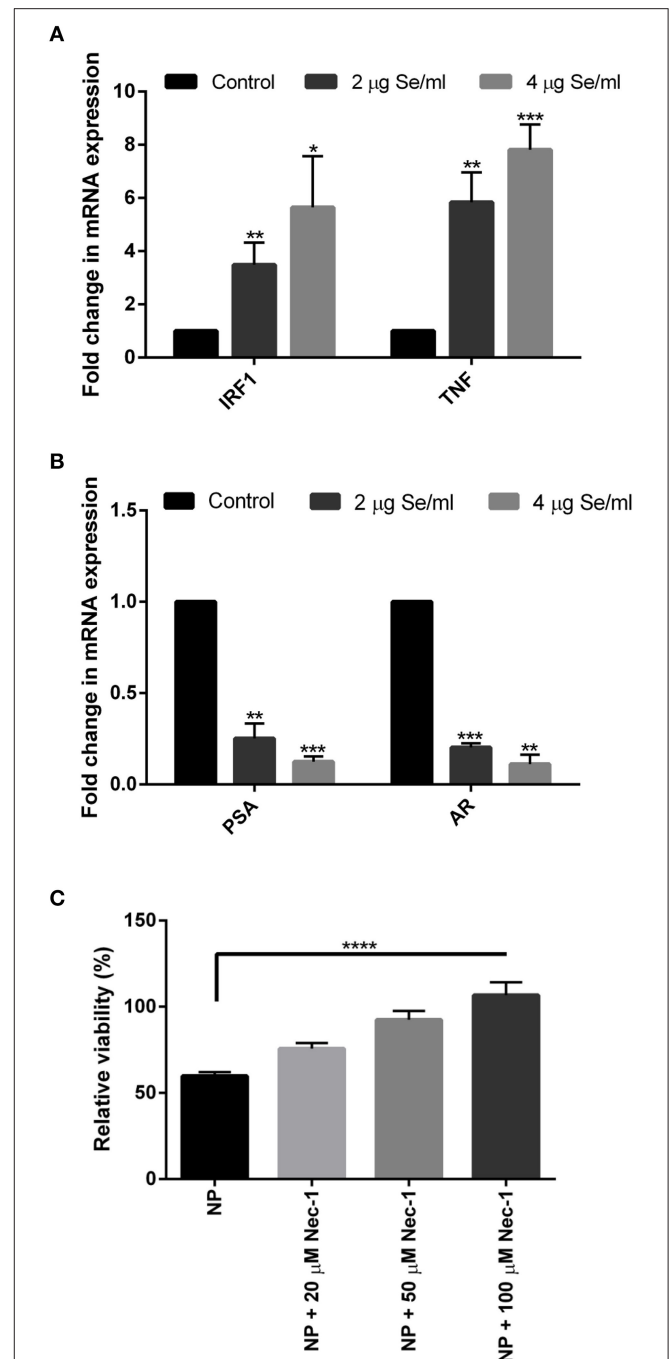 A
Control 2 μg Se/ml 4 μg Se/ml
Fold change in mRNA expression
10
8
6
4
2
0
** * ** ***
IRF1 TNF
B
Control 2 μg Se/ml 4 μg Se/ml
Fold change in mRNA expression
1.5
1.0
0.5
0.0
** *** *** **
PSA AR
C
Relative viability (%)
150
100
50
0
****
NP
NP + 20 μM Nec-1
NP + 50 μM Nec-1
NP + 100 μM Nec-1